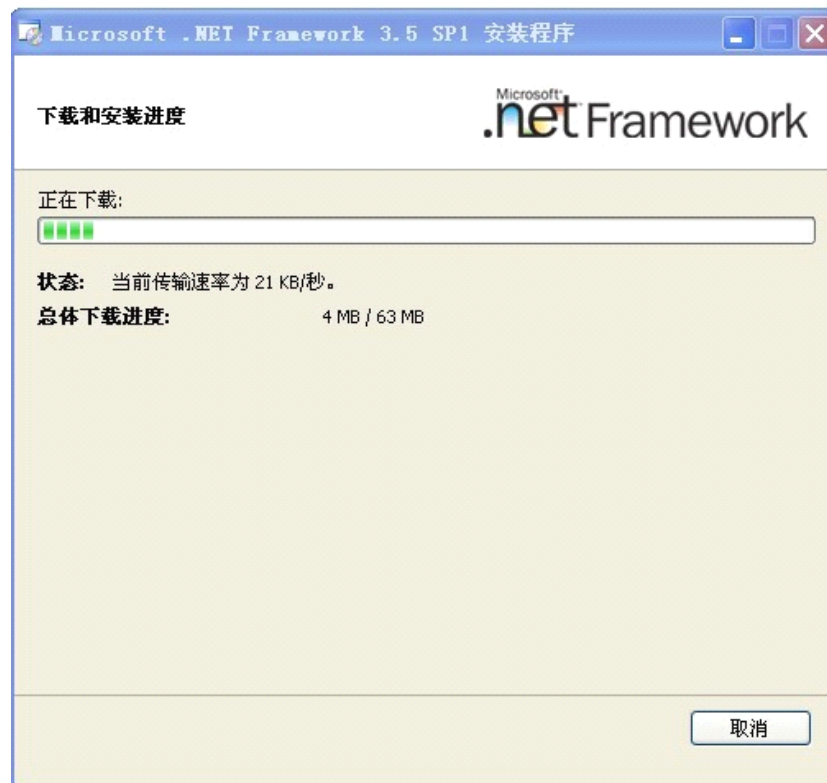 Microsoft .NET Framework 3.5 SP1 安装程序
下载和安装进度
Microsoft
.net Framework
正在下载:
状态: 当前传输速率为 21 KB/秒。
总体下载进度: 4 MB / 63 MB
取消